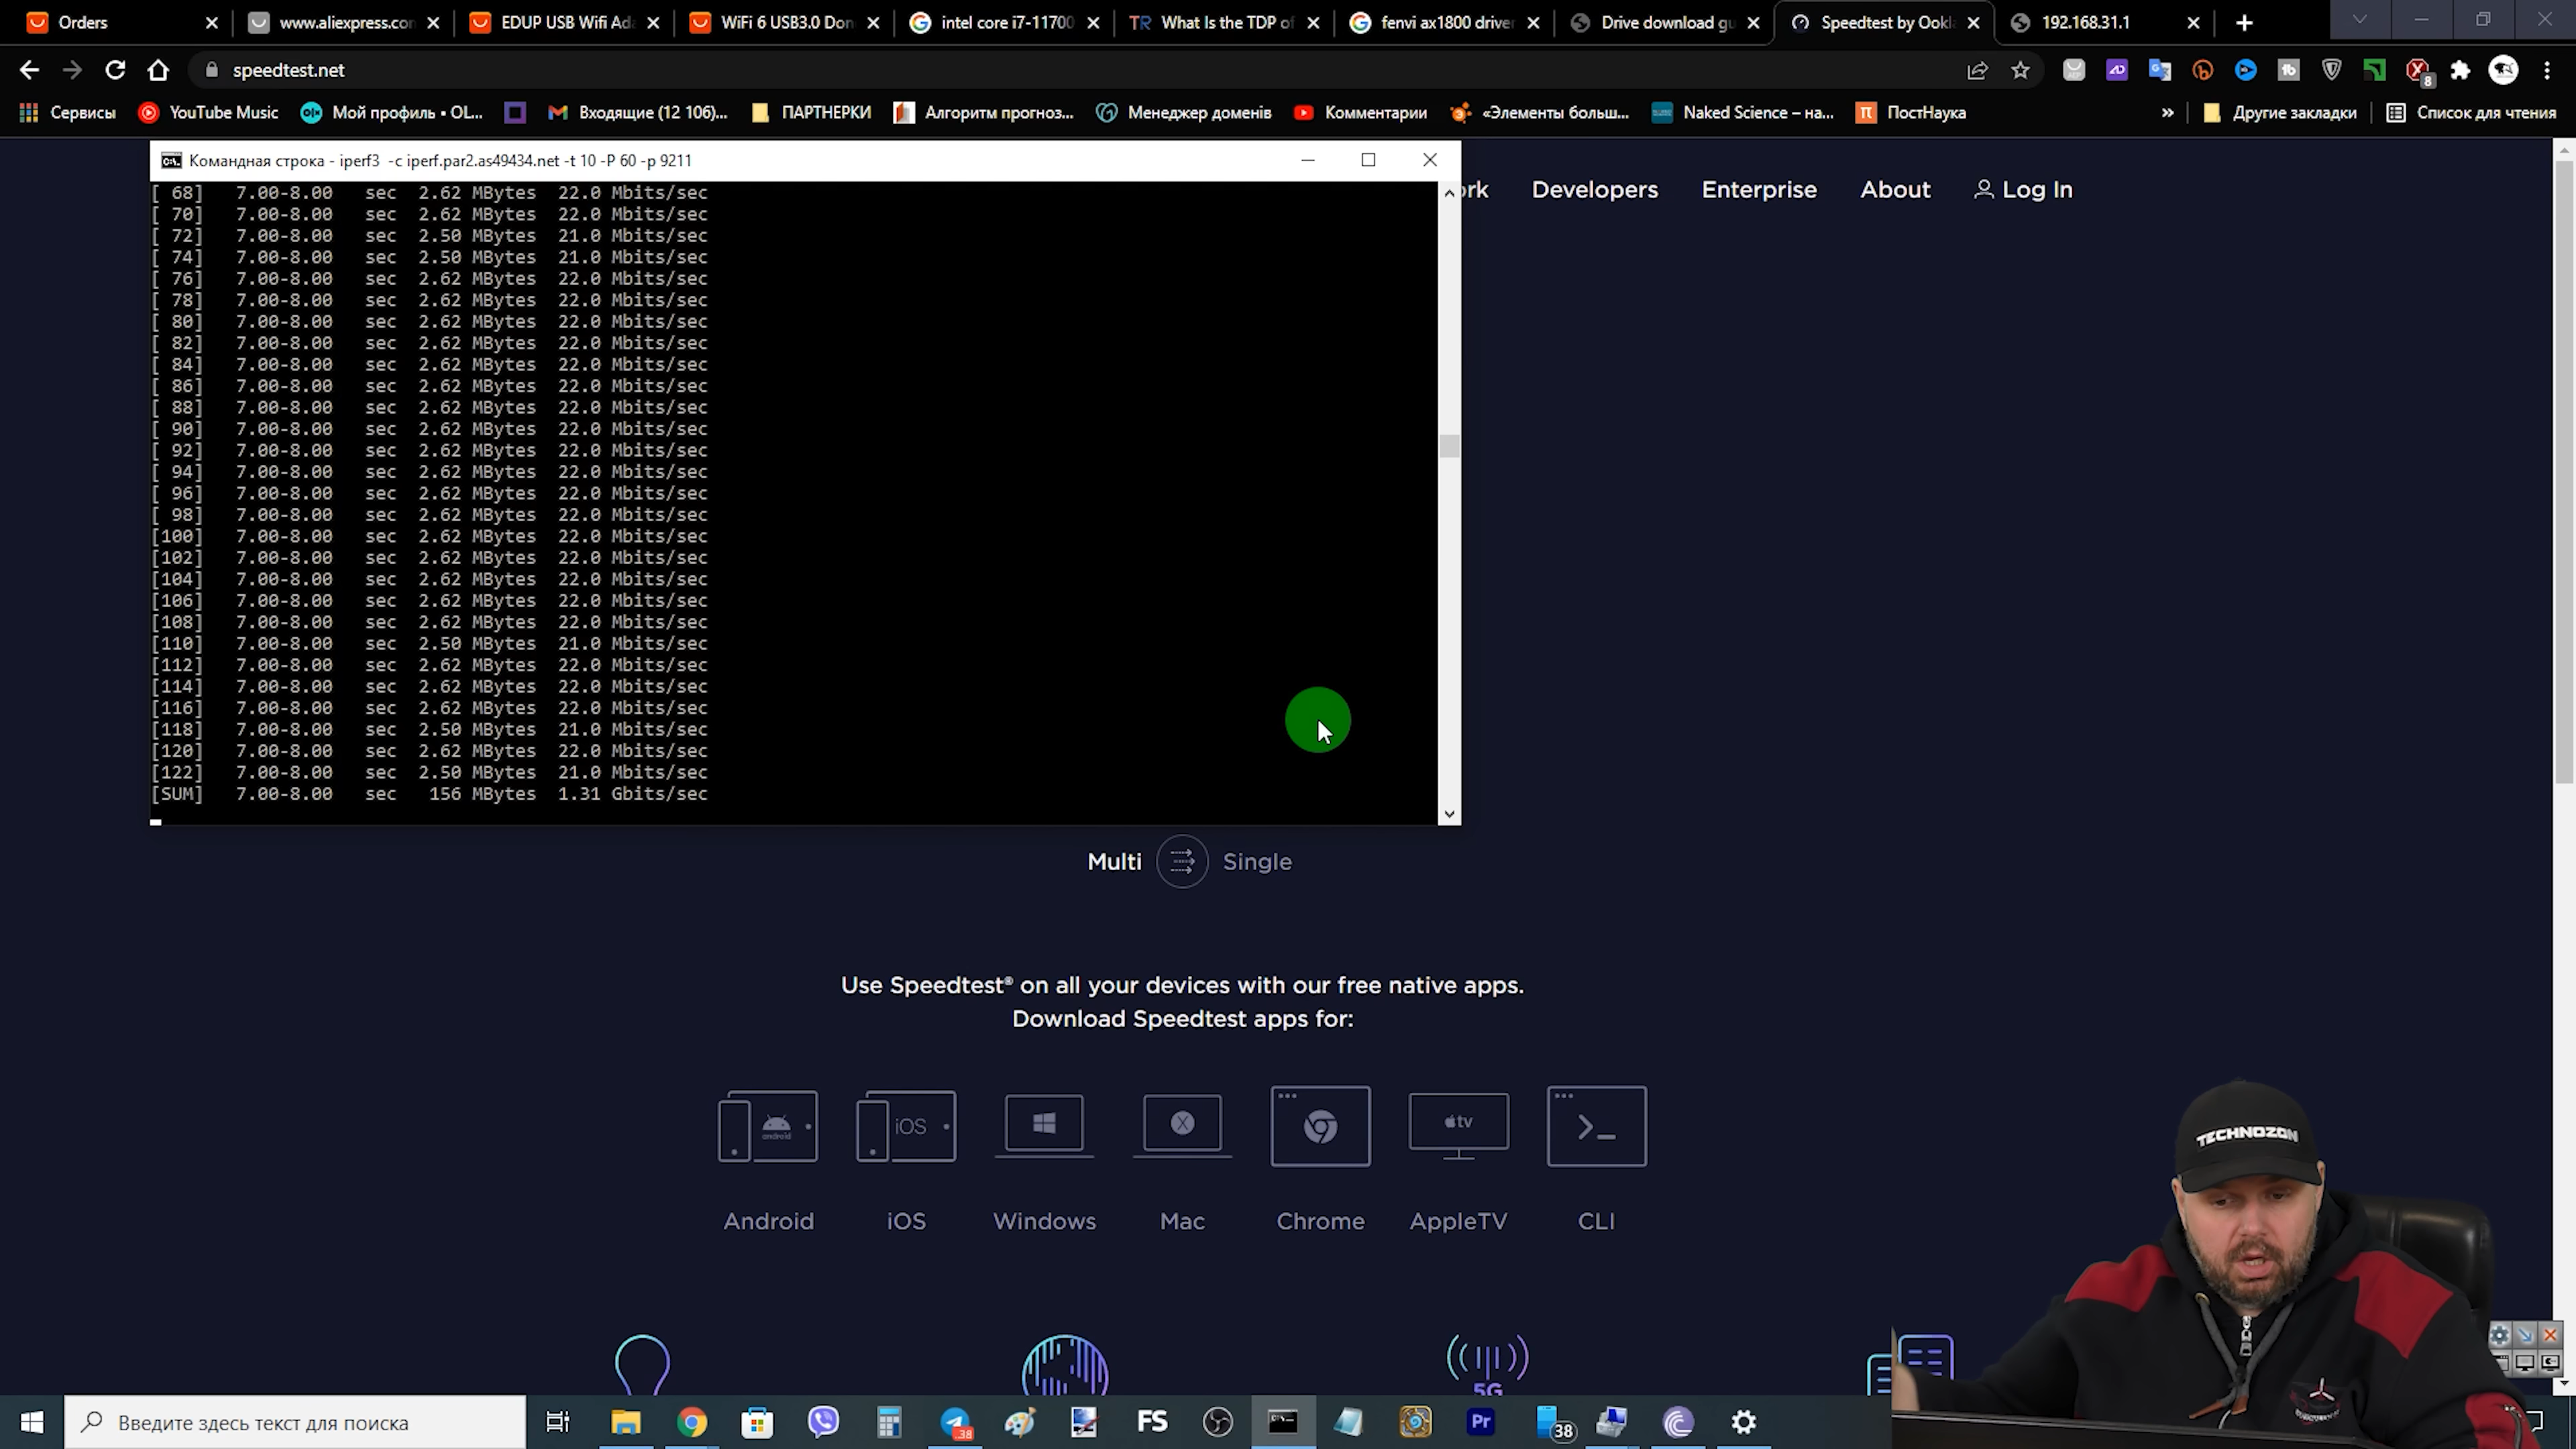 Orders
www.aliexpress.com
EDUP USB Wifi Ada
WiFi 6 USB3.0 Don
intel core i7-11700
What Is the TDP of
fenvi ax1800 driver
Drive download gu
Speedtest by Ookl
192.168.31.1
speedtest.net
8
Сервисы
YouTube Music
Мой профиль • OL...
Входящие (12 106)...
ПАРТНЕРКИ
Алгоритм прогноз...
Менеджер доменів
Комментарии
«Элементы больш...
Naked Science – на...
ПостНаука
»
Другие закладки
Список для чтения
Командная строка - iperf3 -c iperf.par2.as49434.net -t 10 -P 60 -p 9211
[ 68] 7.00-8.00 sec 2.62 MBytes 22.0 Mbits/sec
[ 70] 7.00-8.00 sec 2.62 MBytes 22.0 Mbits/sec
[ 72] 7.00-8.00 sec 2.50 MBytes 21.0 Mbits/sec
[ 74] 7.00-8.00 sec 2.50 MBytes 21.0 Mbits/sec
[ 76] 7.00-8.00 sec 2.62 MBytes 22.0 Mbits/sec
[ 78] 7.00-8.00 sec 2.62 MBytes 22.0 Mbits/sec
[ 80] 7.00-8.00 sec 2.62 MBytes 22.0 Mbits/sec
[ 82] 7.00-8.00 sec 2.62 MBytes 22.0 Mbits/sec
[ 84] 7.00-8.00 sec 2.62 MBytes 22.0 Mbits/sec
[ 86] 7.00-8.00 sec 2.62 MBytes 22.0 Mbits/sec
[ 88] 7.00-8.00 sec 2.62 MBytes 22.0 Mbits/sec
[ 90] 7.00-8.00 sec 2.62 MBytes 22.0 Mbits/sec
[ 92] 7.00-8.00 sec 2.62 MBytes 22.0 Mbits/sec
[ 94] 7.00-8.00 sec 2.62 MBytes 22.0 Mbits/sec
[ 96] 7.00-8.00 sec 2.62 MBytes 22.0 Mbits/sec
[ 98] 7.00-8.00 sec 2.62 MBytes 22.0 Mbits/sec
[100] 7.00-8.00 sec 2.62 MBytes 22.0 Mbits/sec
[102] 7.00-8.00 sec 2.62 MBytes 22.0 Mbits/sec
[104] 7.00-8.00 sec 2.62 MBytes 22.0 Mbits/sec
[106] 7.00-8.00 sec 2.62 MBytes 22.0 Mbits/sec
[108] 7.00-8.00 sec 2.62 MBytes 22.0 Mbits/sec
[110] 7.00-8.00 sec 2.50 MBytes 21.0 Mbits/sec
[112] 7.00-8.00 sec 2.62 MBytes 22.0 Mbits/sec
[114] 7.00-8.00 sec 2.62 MBytes 22.0 Mbits/sec
[116] 7.00-8.00 sec 2.62 MBytes 22.0 Mbits/sec
[118] 7.00-8.00 sec 2.50 MBytes 21.0 Mbits/sec
[120] 7.00-8.00 sec 2.62 MBytes 22.0 Mbits/sec
[122] 7.00-8.00 sec 2.50 MBytes 21.0 Mbits/sec
[SUM] 7.00-8.00 sec 156 MBytes 1.31 Gbits/sec
ork
Developers
Enterprise
About
Log In
Multi
Single
Use Speedtest® on all your devices with our free native apps.
Download Speedtest apps for:
android
iOS
tv
Android
iOS
Windows
Mac
Chrome
AppleTV
CLI
5G
TECHNOZON
Введите здесь текст для поиска
38
FS
Pr
38